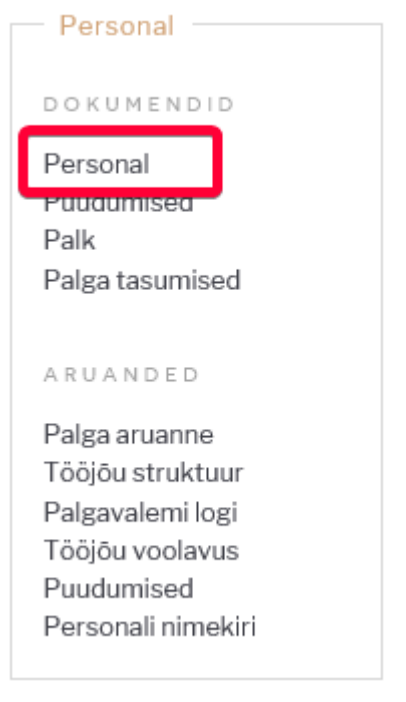 Personal
DOKUMENDID
Personal
Puudumised
Palk
Palga tasumised
ARUANDED
Palga aruanne
Tööjõu struktuur
Palgavalemi logi
Tööjõu voolavus
Puudumised
Personali nimekiri